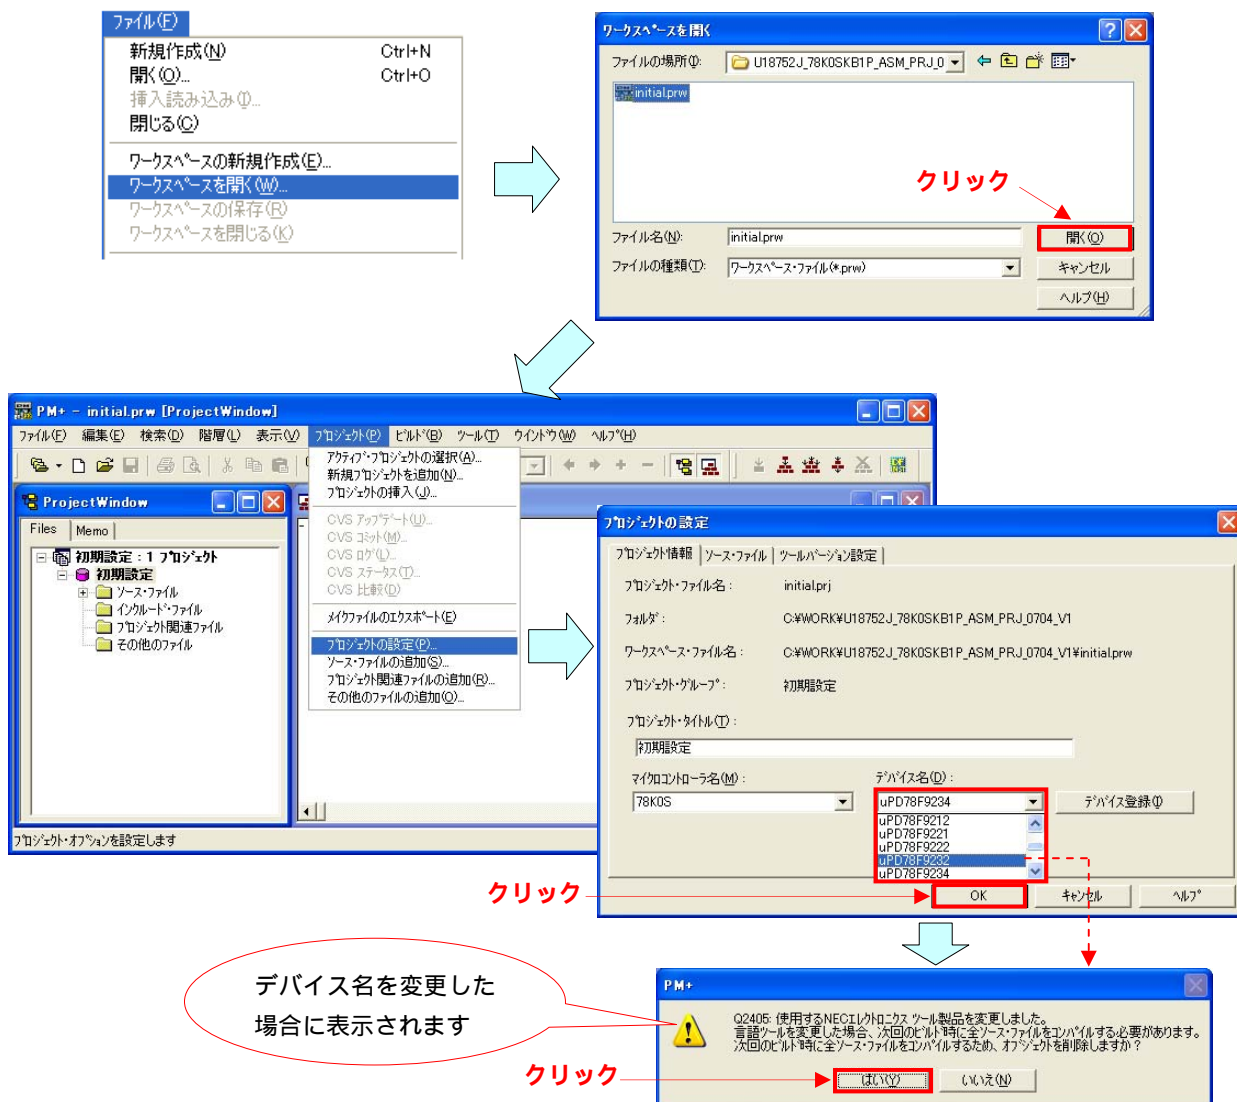 ファイル(F)
新規作成(N) Ctrl+N
開く(O)... Ctrl+O
挿入読み込み(I)...
閉じる(C)
ワークスペースの新規作成(E)...
ワークスペースを開く(W)...
ワークスペースの保存(R)
ワークスペースを閉じる(K)
ワークスペースを開く
ファイルの場所(I): U18752J_78K0SKB1P_ASM_PRJ_0
initial.prw
クリック
ファイル名(N): initial.prw 開く(O)
ファイルの種類(T): ワークスペース・ファイル(*.prw) キャンセル
ヘルプ(H)
PM+ - initial.prw [ProjectWindow]
ファイル(F) 編集(E) 検索(D) 階層(L) 表示(V) プロジェクト(P) ビルド(B) ツール(T) ウインドウ(W) ヘルプ(H)
アクティブ・プロジェクトの選択(A)...
新規プロジェクトを追加(N)...
プロジェクトの挿入(J)...
CVS アップデート(U)...
CVS コミット(M)...
CVS ログ(L)...
CVS ステータス(T)...
CVS 比較(D)
メイクファイルのエクスポート(E)
プロジェクトの設定(P)...
ソース・ファイルの追加(S)...
プロジェクト関連ファイルの追加(R)...
その他のファイルの追加(O)...
ProjectWindow
Files Memo
初期設定 : 1 プロジェクト
初期設定
ソース・ファイル
インクルード・ファイル
プロジェクト関連ファイル
その他のファイル
プロジェクト・オプションを設定します
プロジェクトの設定
プロジェクト情報 ソース・ファイル ツールバージョン設定
プロジェクト・ファイル名 : initial.prj
フォルダ : C:¥WORK¥U18752J_78K0SKB1P_ASM_PRJ_0704_V1
ワークスペース・ファイル名 : C:¥WORK¥U18752J_78K0SKB1P_ASM_PRJ_0704_V1¥initial.prw
プロジェクト・グループ : 初期設定
プロジェクト・タイトル(T) :
初期設定
マイクロコントローラ名(M) : デバイス名(D) :
78K0S uPD78F9234 デバイス登録(I)
uPD78F9212
uPD78F9221
uPD78F9222
uPD78F9232
uPD78F9234
クリック
OK キャンセル ヘルプ
デバイス名を変更した
場合に表示されます
PM+
Q2405: 使用するNECエレクトロニクス ツール製品を変更しました。
言語ツールを変更した場合、次回のビルド時に全ソース・ファイルをコンパイルする必要があります。
次回のビルド時に全ソース・ファイルをコンパイルするため、オブジェクトを削除しますか？
クリック
はい(Y) いいえ(N)